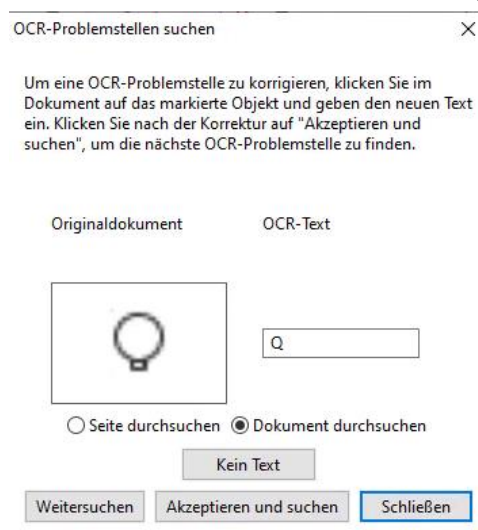 OCR-Problemstellen suchen
Um eine OCR-Problemstelle zu korrigieren, klicken Sie im
Dokument auf das markierte Objekt und geben den neuen Text
ein. Klicken Sie nach der Korrektur auf "Akzeptieren und
suchen", um die nächste OCR-Problemstelle zu finden.
Originaldokument OCR-Text
Q
Seite durchsuchen Dokument durchsuchen
Kein Text
Weitersuchen Akzeptieren und suchen Schließen